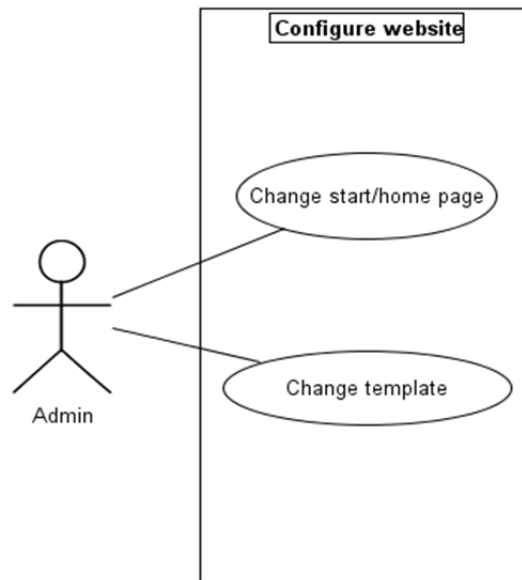 Configure website
Change start/home page
Change template
Admin